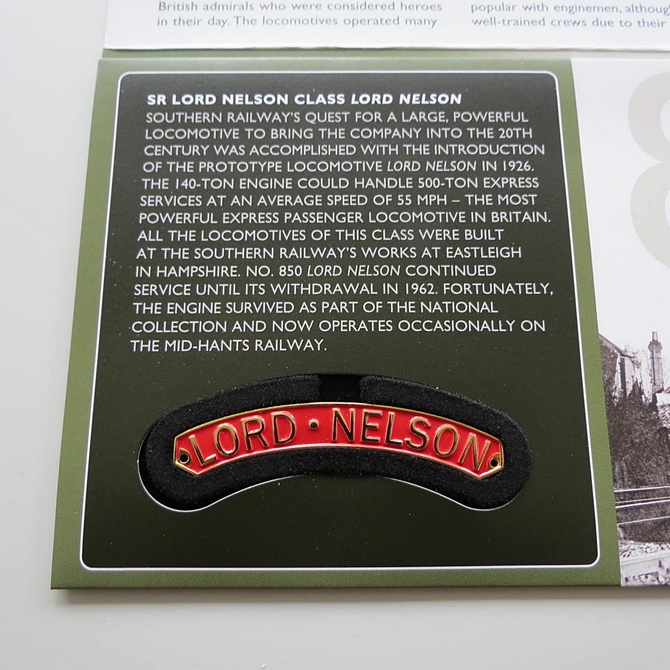 British admirals who were considered heroes
in their day. The locomotives operated many
popular with enginemen, although
well-trained crews due to their
SR LORD NELSON CLASS LORD NELSON
SOUTHERN RAILWAY'S QUEST FOR A LARGE, POWERFUL
LOCOMOTIVE TO BRING THE COMPANY INTO THE 20TH
CENTURY WAS ACCOMPLISHED WITH THE INTRODUCTION
OF THE PROTOTYPE LOCOMOTIVE LORD NELSON IN 1926.
THE 140-TON ENGINE COULD HANDLE 500-TON EXPRESS
SERVICES AT AN AVERAGE SPEED OF 55 MPH – THE MOST
POWERFUL EXPRESS PASSENGER LOCOMOTIVE IN BRITAIN.
ALL THE LOCOMOTIVES OF THIS CLASS WERE BUILT
AT THE SOUTHERN RAILWAY'S WORKS AT EASTLEIGH
IN HAMPSHIRE. NO. 850 LORD NELSON CONTINUED
SERVICE UNTIL ITS WITHDRAWAL IN 1962. FORTUNATELY,
THE ENGINE SURVIVED AS PART OF THE NATIONAL
COLLECTION AND NOW OPERATES OCCASIONALLY ON
THE MID-HANTS RAILWAY.
LORD · NELSON